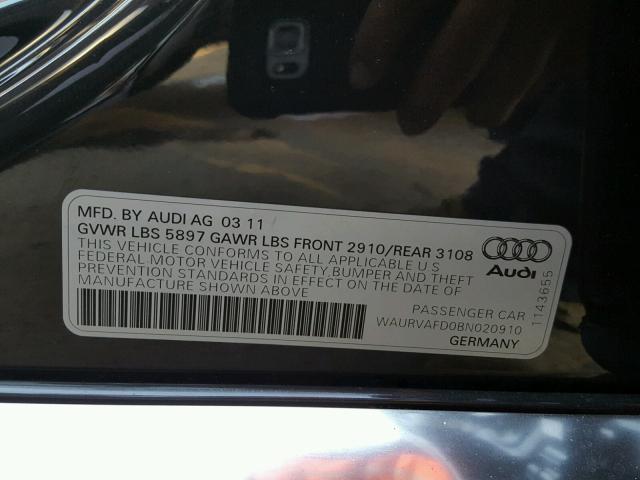 MFD. BY AUDI AG 03 11
GVWR LBS 5897 GAWR LBS FRONT 2910/REAR 3108
THIS VEHICLE CONFORMS TO ALL APPLICABLE U S
FEDERAL-MOTOR VEHICLE SAFETY,BUMPER AND THEFT
PREVENTION STANDARDS IN EFFECT ON THE DATE OF
MANUFACTURE SHOWN ABOVE
Audi
PASSENGER CAR
WAURVAFD0BN020910
GERMANY
1143655